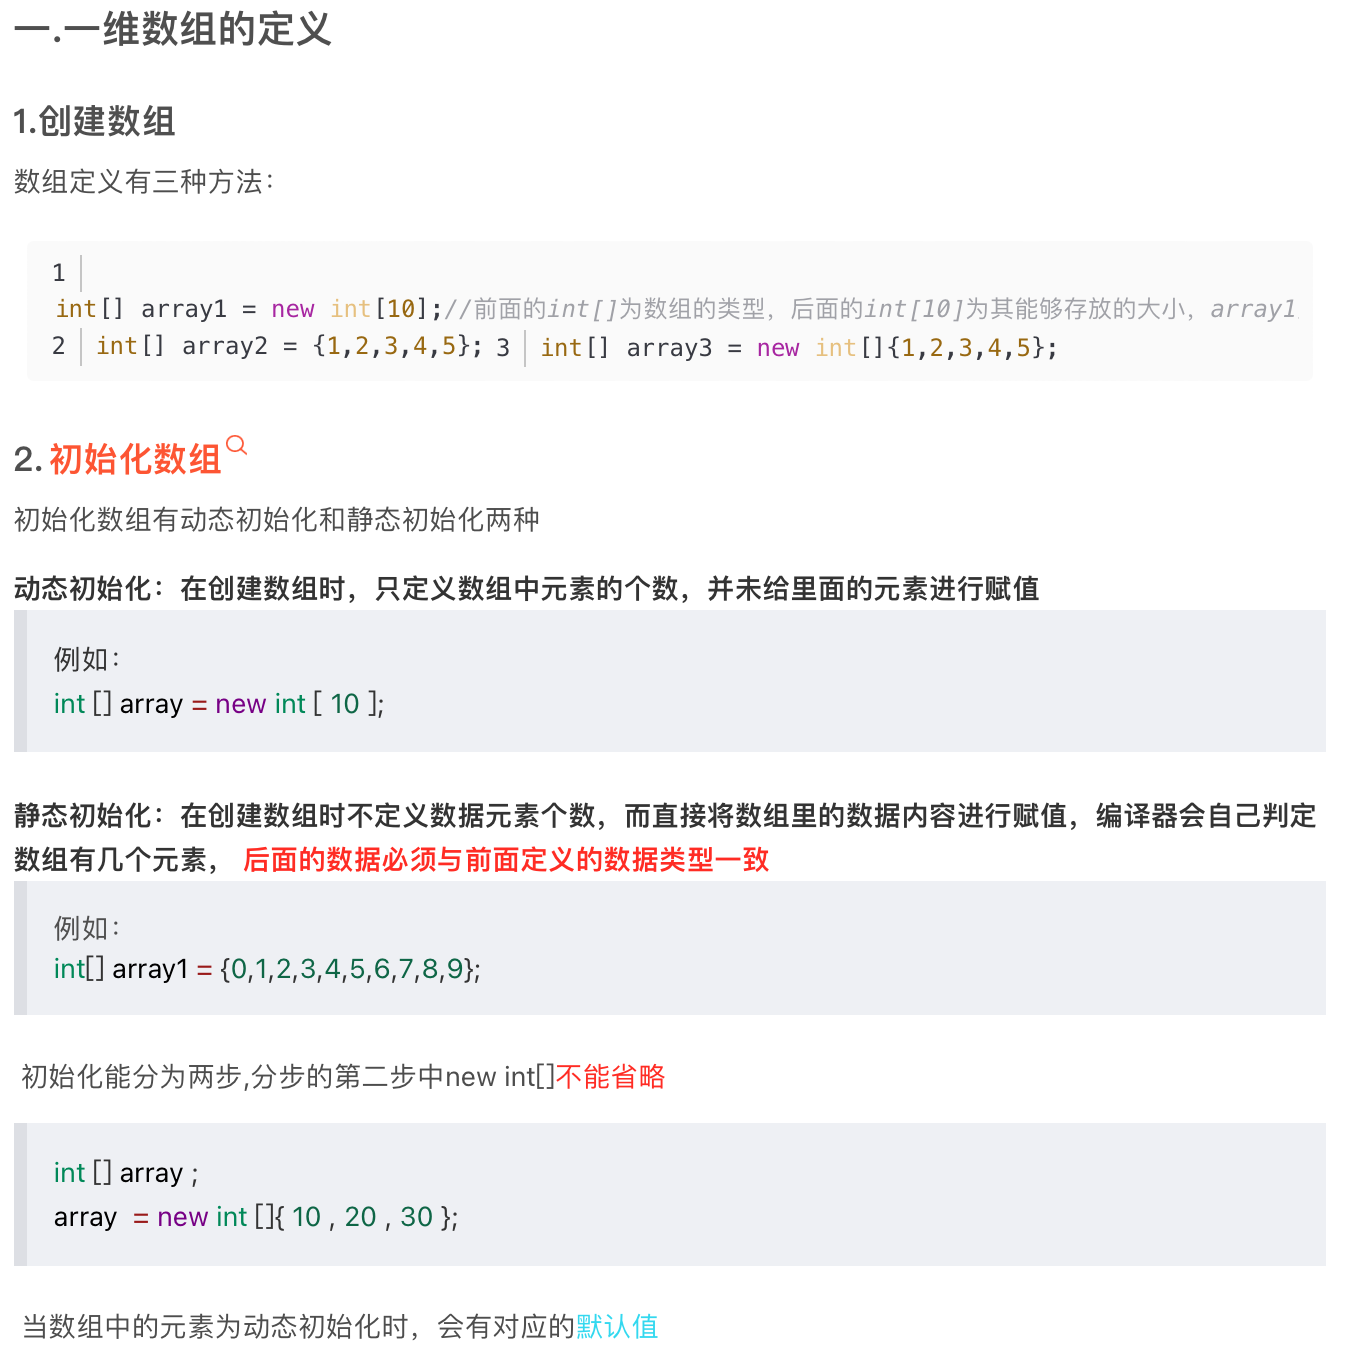 一.一维数组的定义
1.创建数组
数组定义有三种方法：
1
int[] array1 = new int[10];//前面的int[]为数组的类型，后面的int[10]为其能够存放的大小，array1
2 int[] array2 = {1,2,3,4,5}; 3 int[] array3 = new int[]{1,2,3,4,5};
2. 初始化数组
初始化数组有动态初始化和静态初始化两种
动态初始化：在创建数组时，只定义数组中元素的个数，并未给里面的元素进行赋值
例如：
int [] array = new int [ 10 ];
静态初始化：在创建数组时不定义数据元素个数，而直接将数组里的数据内容进行赋值，编译器会自己判定
数组有几个元素， 后面的数据必须与前面定义的数据类型一致
例如：
int[] array1 = {0,1,2,3,4,5,6,7,8,9};
初始化能分为两步,分步的第二步中new int[]不能省略
int [] array ;
array = new int []{ 10 , 20 , 30 };
当数组中的元素为动态初始化时，会有对应的默认值